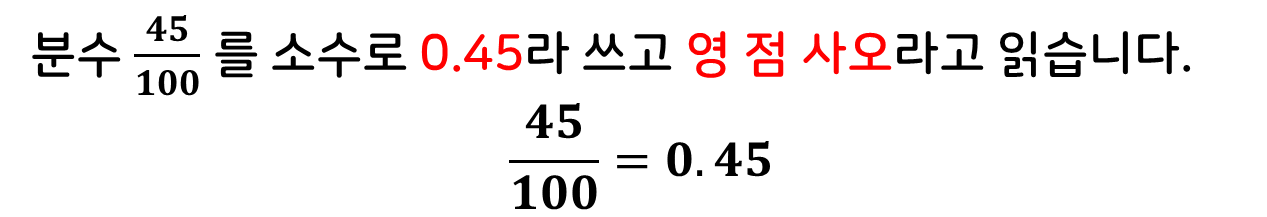 분수 45/100 를 소수로 0.45라 쓰고 영 점 사오라고 읽습니다.
45/100 = 0.45